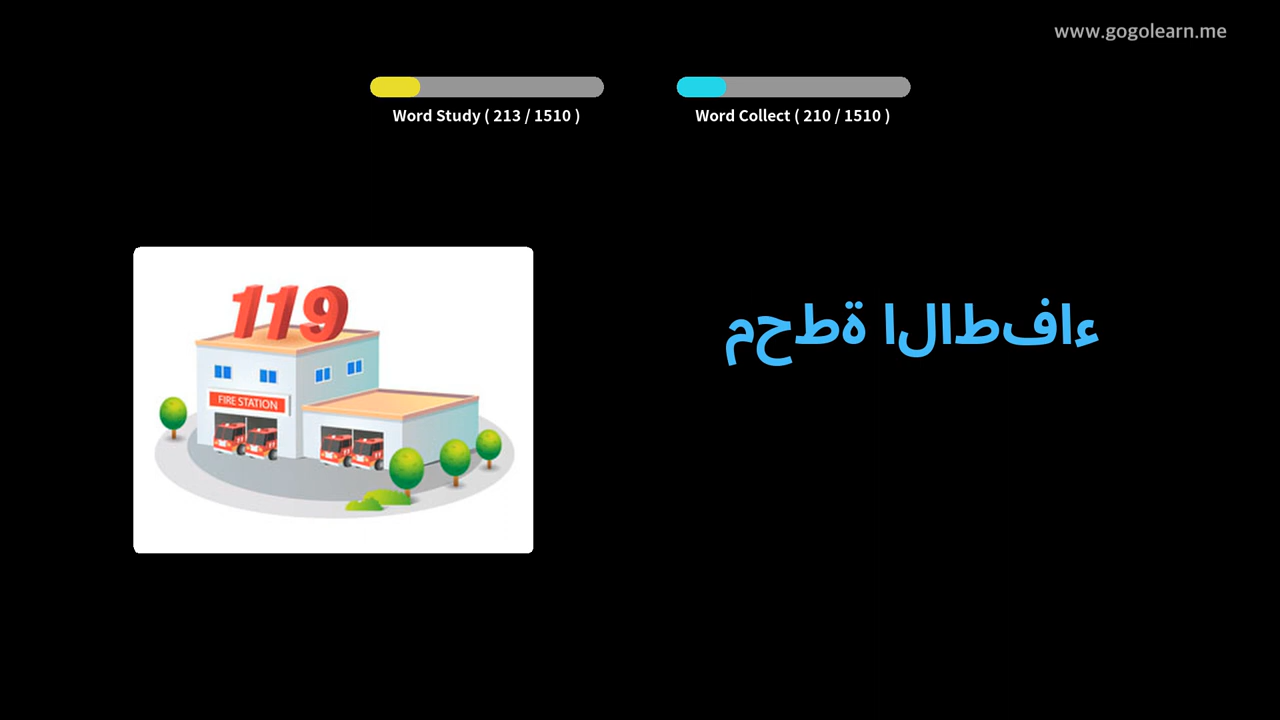 www.gogolearn.me
Word Study ( 213 / 1510 )
Word Collect ( 210 / 1510 )
119
FIRE STATION
محطة الاطفاء